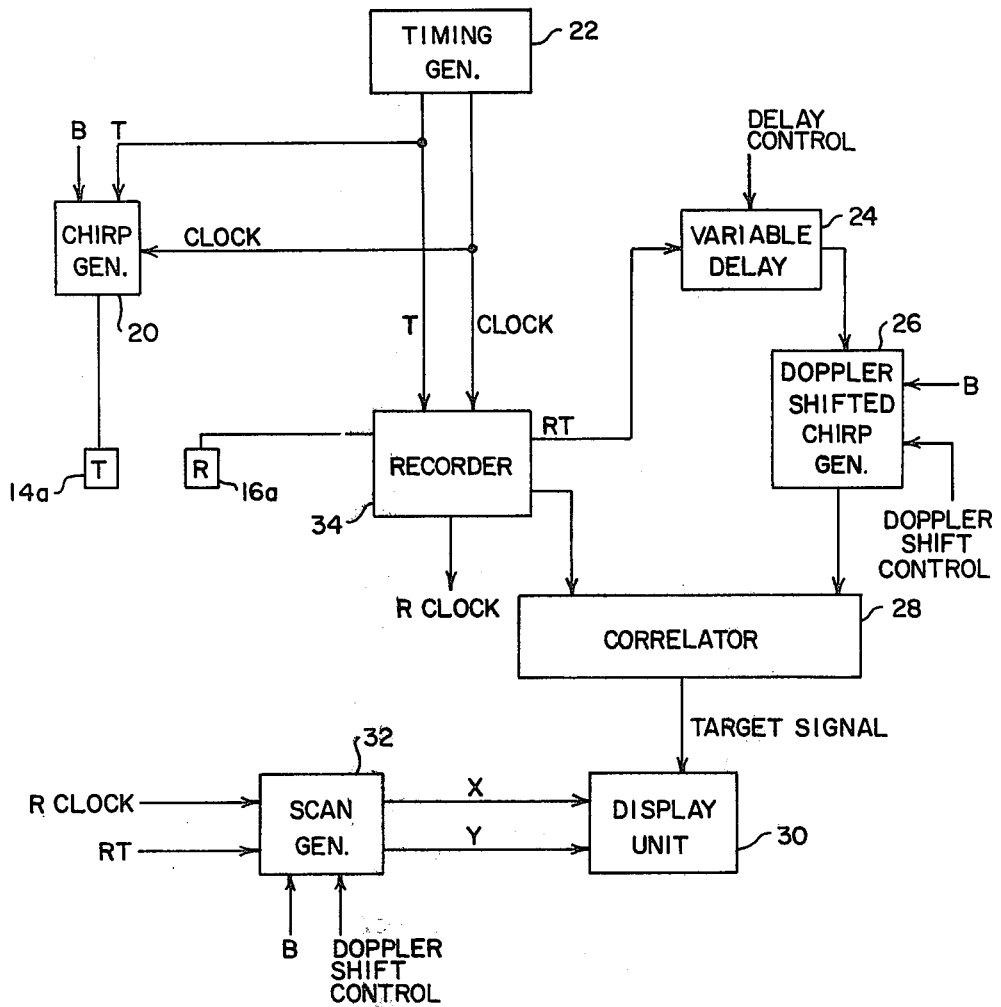 TIMING
GEN.
22
B
T
DELAY
CONTROL
CHIRP
GEN.
CLOCK
20
VARIABLE
DELAY
24
T
CLOCK
26
DOPPLER
SHIFTED
CHIRP
GEN.
B
RT
T
14a
R
16a
RECORDER
34
DOPPLER
SHIFT
CONTROL
R CLOCK
28
CORRELATOR
TARGET SIGNAL
32
R CLOCK
RT
SCAN
GEN.
X
Y
DISPLAY
UNIT
30
B
DOPPLER
SHIFT
CONTROL